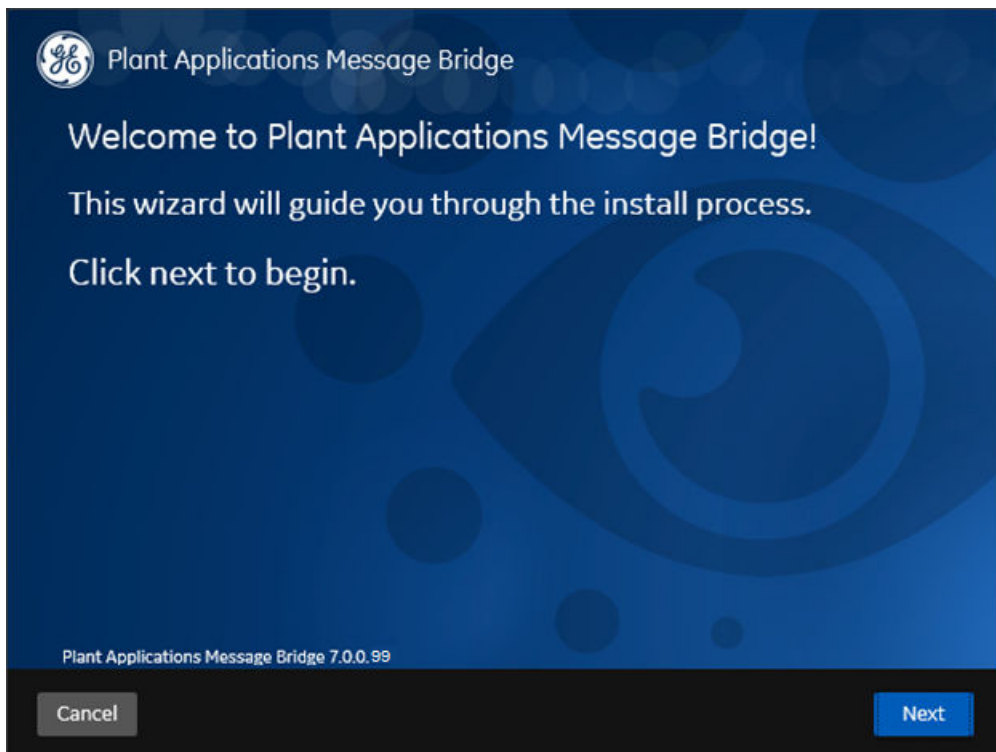 GE
Plant Applications Message Bridge
Welcome to Plant Applications Message Bridge!
This wizard will guide you through the install process.
Click next to begin.
Plant Applications Message Bridge 7.0.0.99
Cancel
Next